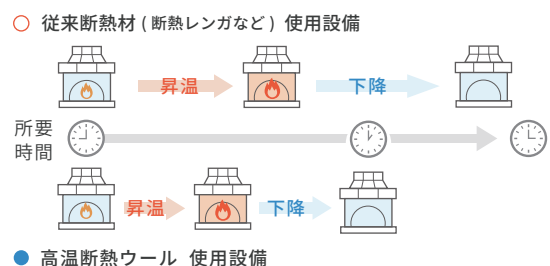 従来断熱材(断熱レンガなど) 使用設備
昇温
下降
所要
時間
昇温
下降
高温断熱ウール 使用設備